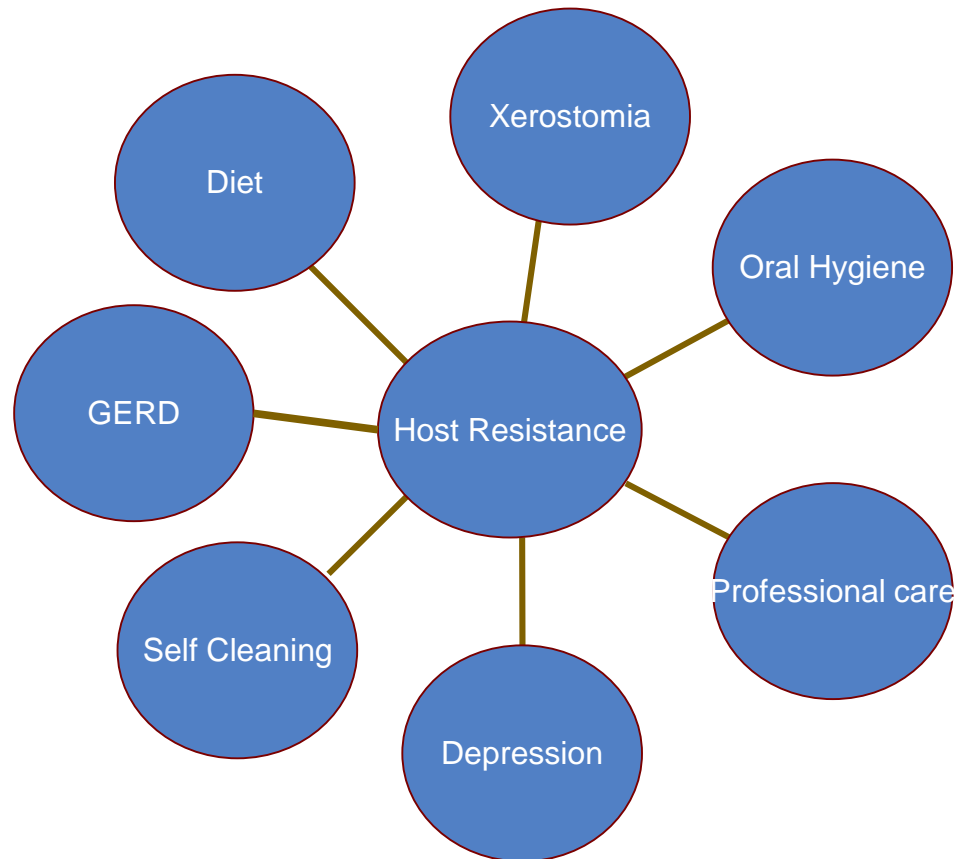 Xerostomia
Diet
Oral Hygiene
GERD
Host Resistance
Professional care
Self Cleaning
Depression